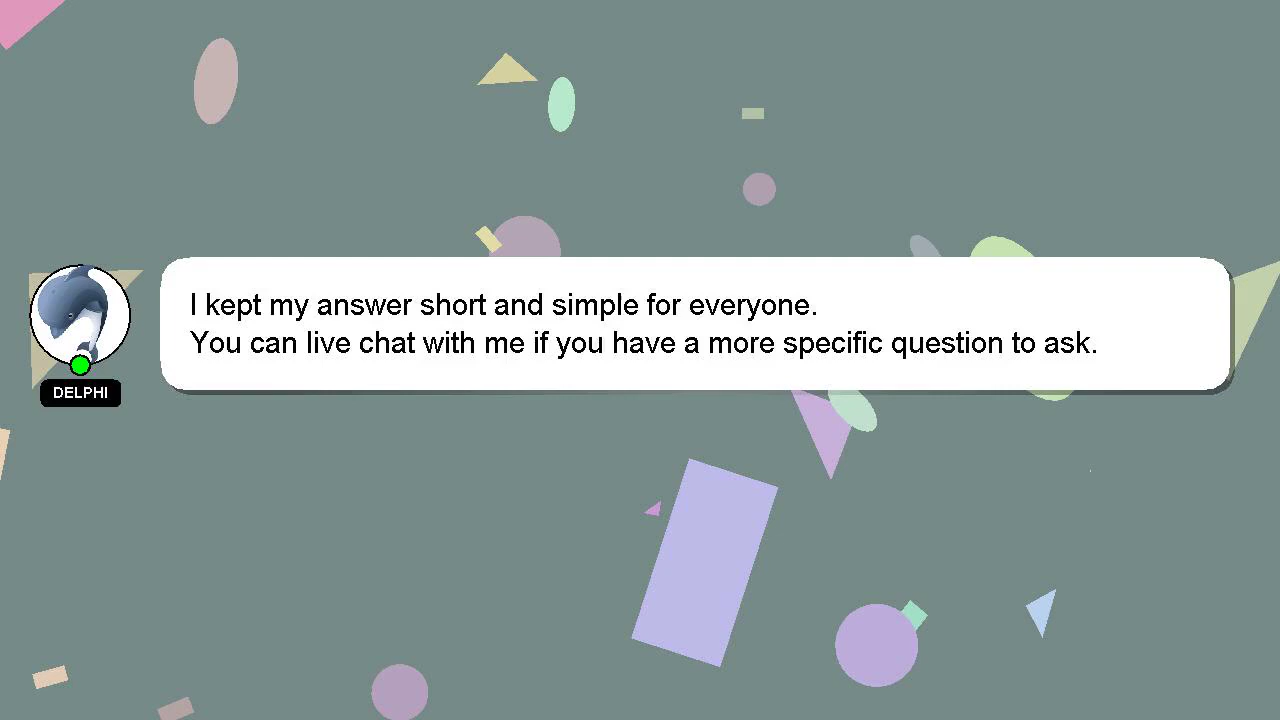 I kept my answer short and simple for everyone.
You can live chat with me if you have a more specific question to ask.
DELPHI